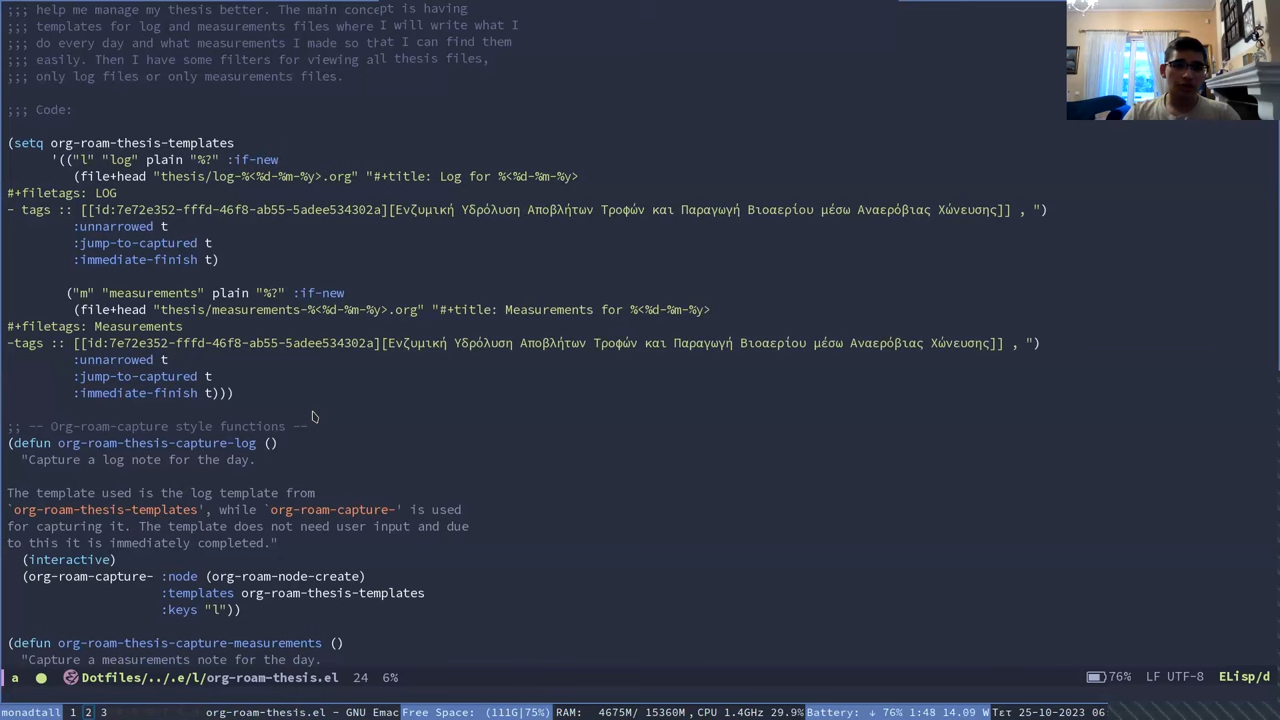 ;;; help me manage my thesis better. The main concept is having
;;; templates for log and measurements files where I will write what I
;;; do every day and what measurements I made so that I can find them
;;; easily. Then I have some filters for viewing all thesis files,
;;; only log files or only measurements files.
;;; Code:
(setq org-roam-thesis-templates
'(("l" "log" plain "%?" :if-new
(file+head "thesis/log-%<%d-%m-%y>.org" "#+title: Log for %<%d-%m-%y>
#+filetags: LOG
- tags :: [[id:7e72e352-fffd-46f8-ab55-5adee534302a][Ενζυμική Υδρόλυση Αποβλήτων Τροφών και Παραγωγή Βιοαερίου μέσω Αναερόβιας Χώνευσης]] , ")
:unnarrowed t
:jump-to-captured t
:immediate-finish t)
("m" "measurements" plain "%?" :if-new
(file+head "thesis/measurements-%<%d-%m-%y>.org" "#+title: Measurements for %<%d-%m-%y>
#+filetags: Measurements
-tags :: [[id:7e72e352-fffd-46f8-ab55-5adee534302a][Ενζυμική Υδρόλυση Αποβλήτων Τροφών και Παραγωγή Βιοαερίου μέσω Αναερόβιας Χώνευσης]] , ")
:unnarrowed t
:jump-to-captured t
:immediate-finish t)))
;; -- Org-roam-capture style functions --
(defun org-roam-thesis-capture-log ()
"Capture a log note for the day.
The template used is the log template from
`org-roam-thesis-templates', while `org-roam-capture-' is used
for capturing it. The template does not need user input and due
to this it is immediately completed."
(interactive)
(org-roam-capture- :node (org-roam-node-create)
:templates org-roam-thesis-templates
:keys "l"))
(defun org-roam-thesis-capture-measurements ()
"Capture a measurements note for the day.
a Dotfiles/../.e/l/org-roam-thesis.el 24 6% 76% LF UTF-8 ELisp/d
monadtall 1 2 3 org-roam-thesis.el - GNU Emac Free Space: (111G|75%) RAM: 4675M/ 15360M, CPU 1.4GHz 29.9% Battery: ↓ 76% 1:48 14.09 W Τετ 25-10-2023 06